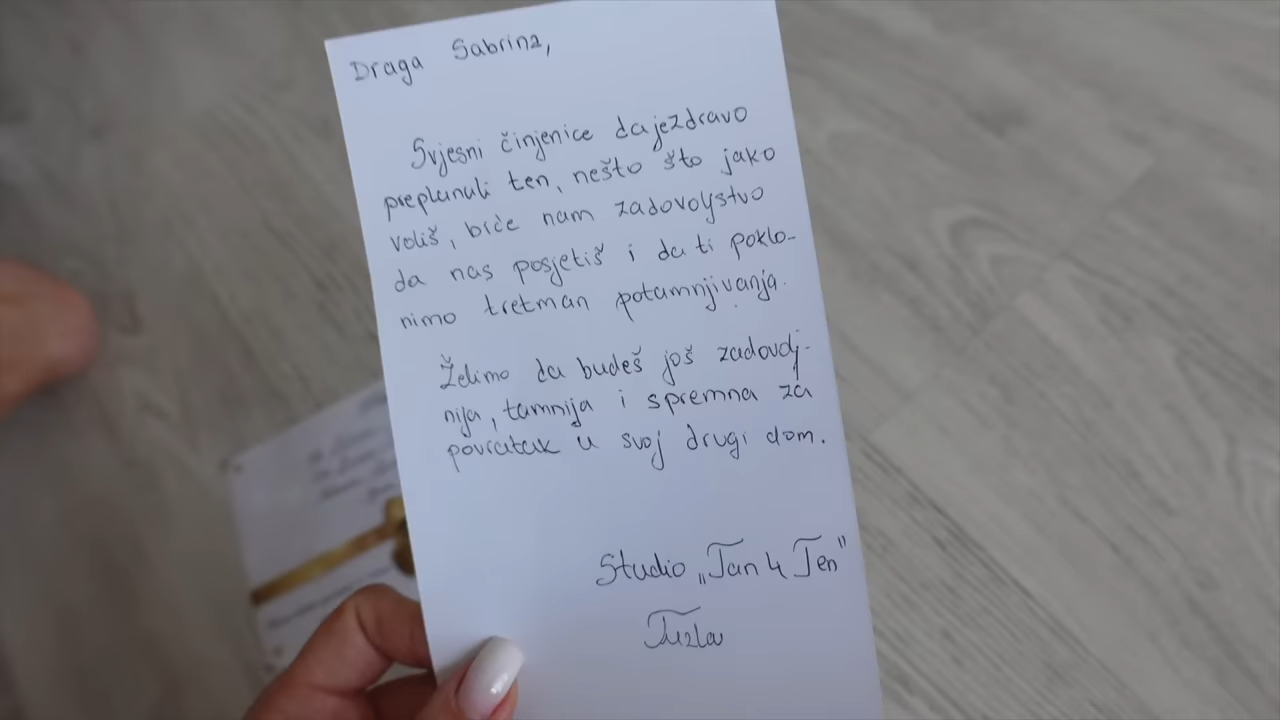 Draga Sabrina,
Svjesni činjenice da je zdravo
preplanuli ten, nešto što jako
voliš, biće nam zadovoljstvo
da nas posjetiš i da ti poklo-
nimo tretman potamnjivanja.
Želimo da budeš još zadovolj-
nija, tamnija i spremna za
povratak u svoj drugi dom.
Studio „Tan 4 Ten"
Tuzla